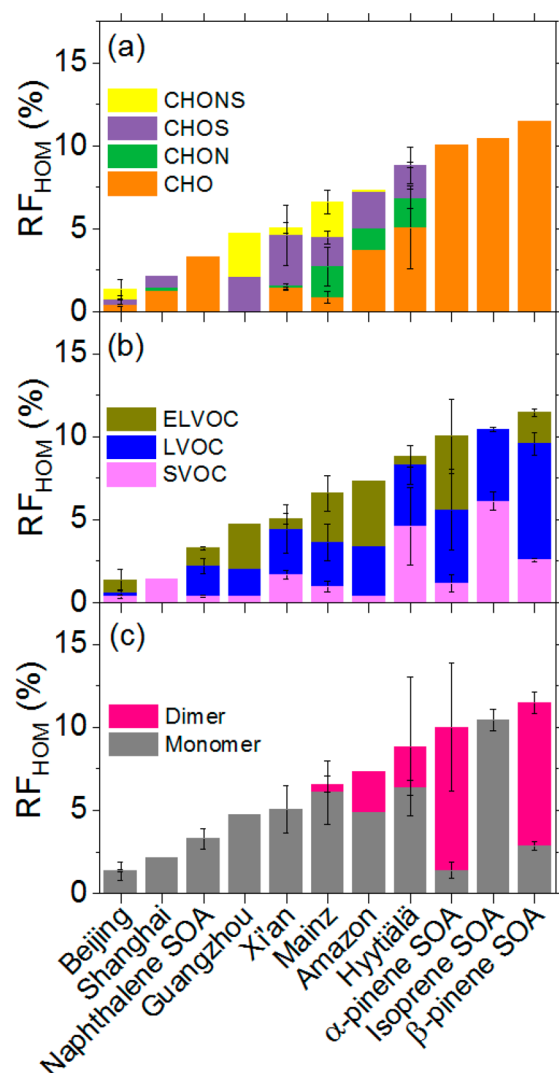 (a)
RF_HOM (%)
15
10
5
0
CHONS
CHOS
CHON
CHO
(b)
RF_HOM (%)
15
10
5
0
ELVOC
LVOC
SVOC
(c)
RF_HOM (%)
15
10
5
0
Dimer
Monomer
Beijing
Shanghai
Naphthalene SOA
Guangzhou
Xi'an
Mainz
Amazon
Hyytiälä
α-pinene SOA
Isoprene SOA
β-pinene SOA